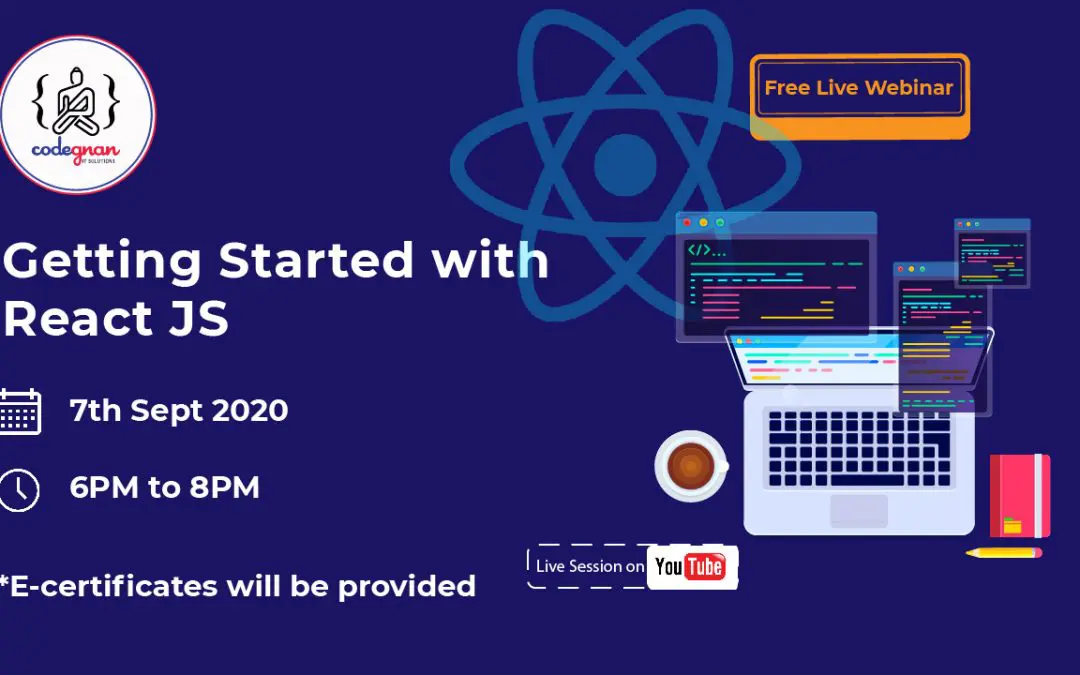 codegnan
IT SOLUTIONS
Free Live Webinar
Getting Started with
React JS
</>...
7th Sept 2020
6PM to 8PM
Live Session on YouTube
*E-certificates will be provided